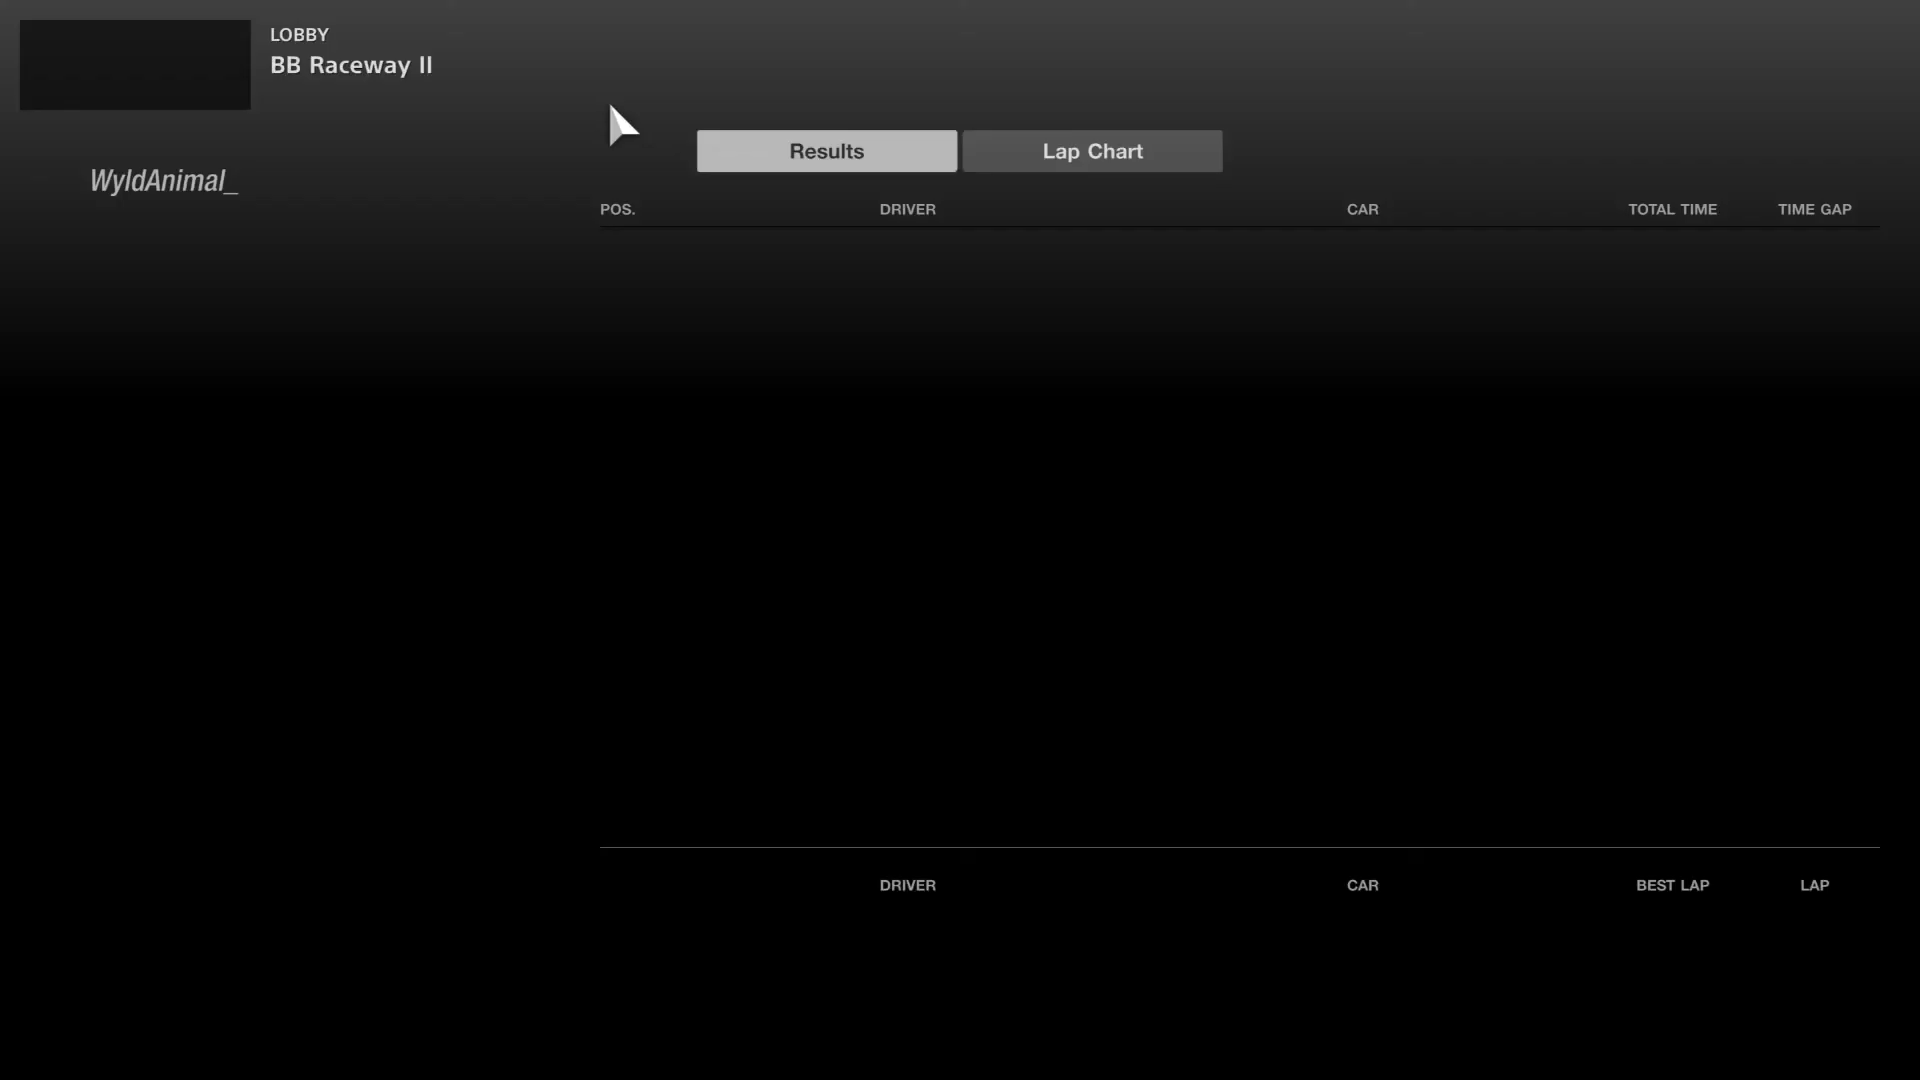 LOBBY
BB Raceway II
Results
Lap Chart
WyldAnimal_
POS. DRIVER CAR TOTAL TIME TIME GAP
DRIVER CAR BEST LAP LAP